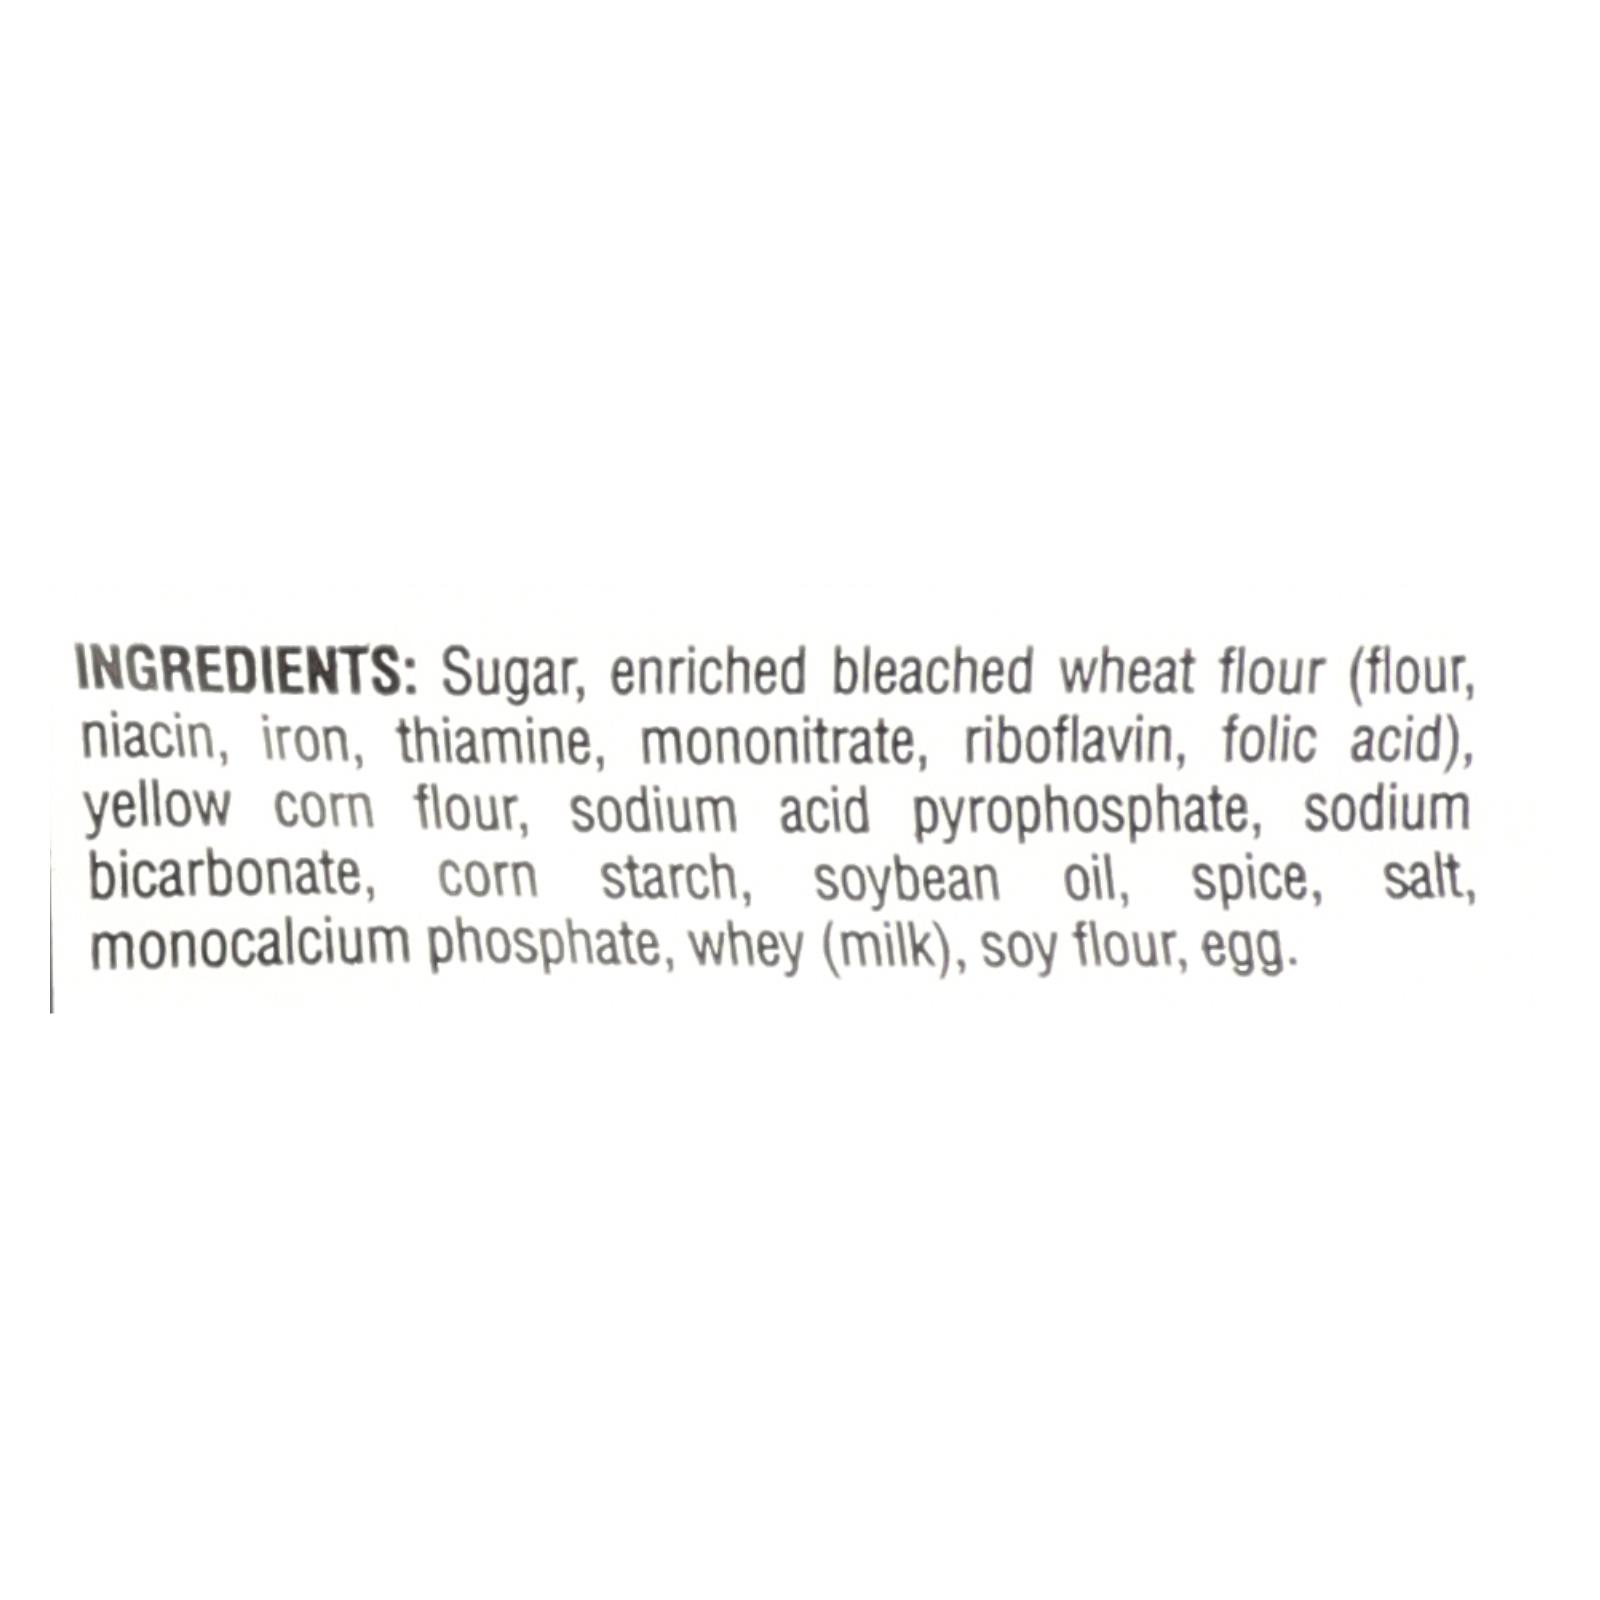 INGREDIENTS: Sugar, enriched bleached wheat flour (flour,
niacin, iron, thiamine, mononitrate, riboflavin, folic acid),
yellow corn flour, sodium acid pyrophosphate, sodium
bicarbonate, corn starch, soybean oil, spice, salt,
monocalcium phosphate, whey (milk), soy flour, egg.